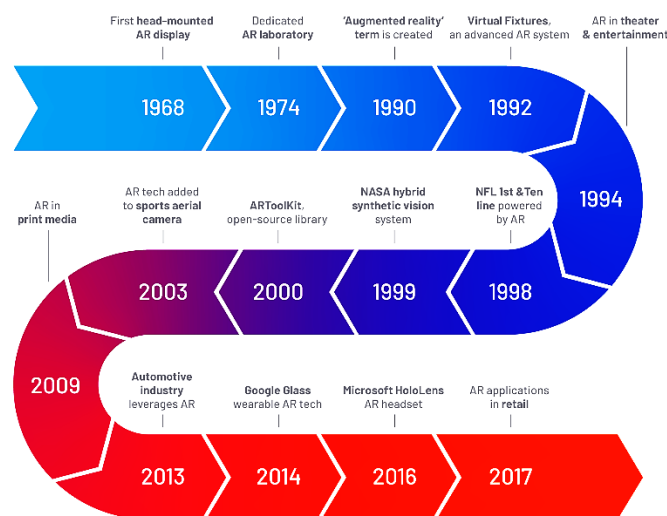 First head-mounted
AR display
Dedicated
AR laboratory
'Augmented reality'
term is created
Virtual Fixtures,
an advanced AR system
AR in theater
& entertainment
1968
1974
1990
1992
1994
NFL 1st &Ten
line powered
by AR
NASA hybrid
synthetic vision
system
ARToolKit,
open-source library
AR tech added
to sports aerial
camera
AR in
print media
1998
1999
2000
2003
2009
Automotive
industry
leverages AR
Google Glass
wearable AR tech
Microsoft HoloLens
AR headset
AR applications
in retail
2013
2014
2016
2017